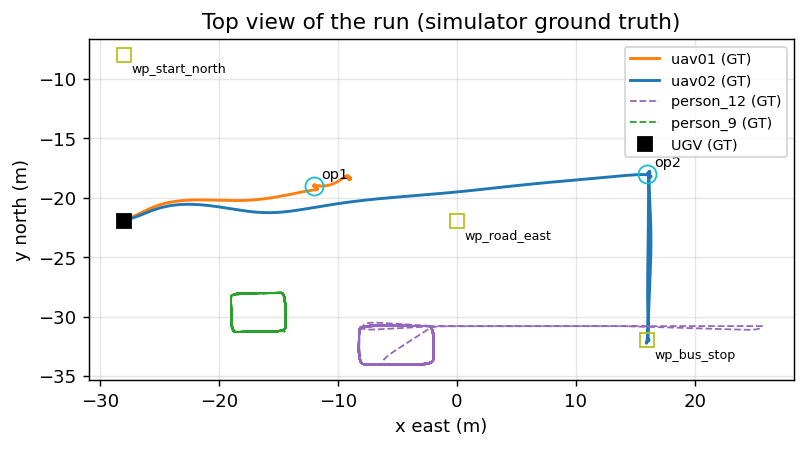 Top view of the run (simulator ground truth)
wp_start_north
uav01 (GT)
uav02 (GT)
person_12 (GT)
person_9 (GT)
UGV (GT)
op1
op2
wp_road_east
wp_bus_stop
−10
−15
−20
−25
−30
−35
y north (m)
−30
−20
−10
0
10
20
x east (m)